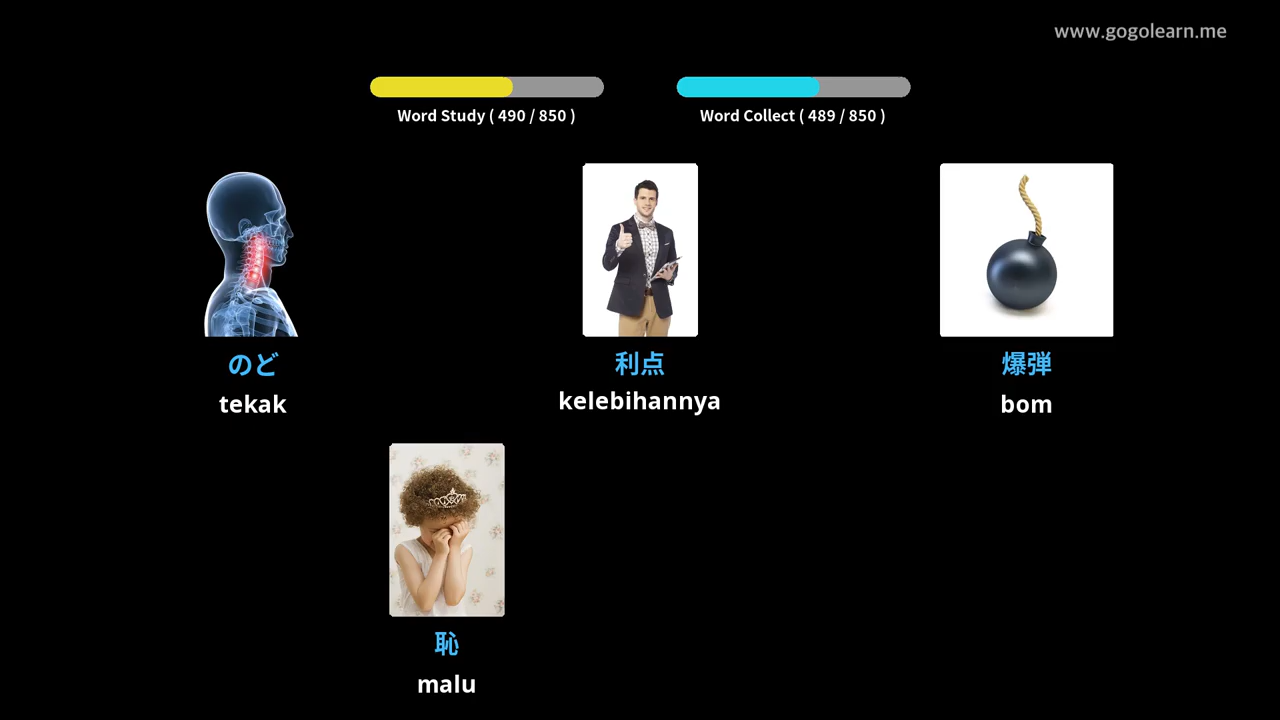 www.gogolearn.me
Word Study ( 490 / 850 )
Word Collect ( 489 / 850 )
のど
tekak
利点
kelebihannya
爆弾
bom
恥
malu